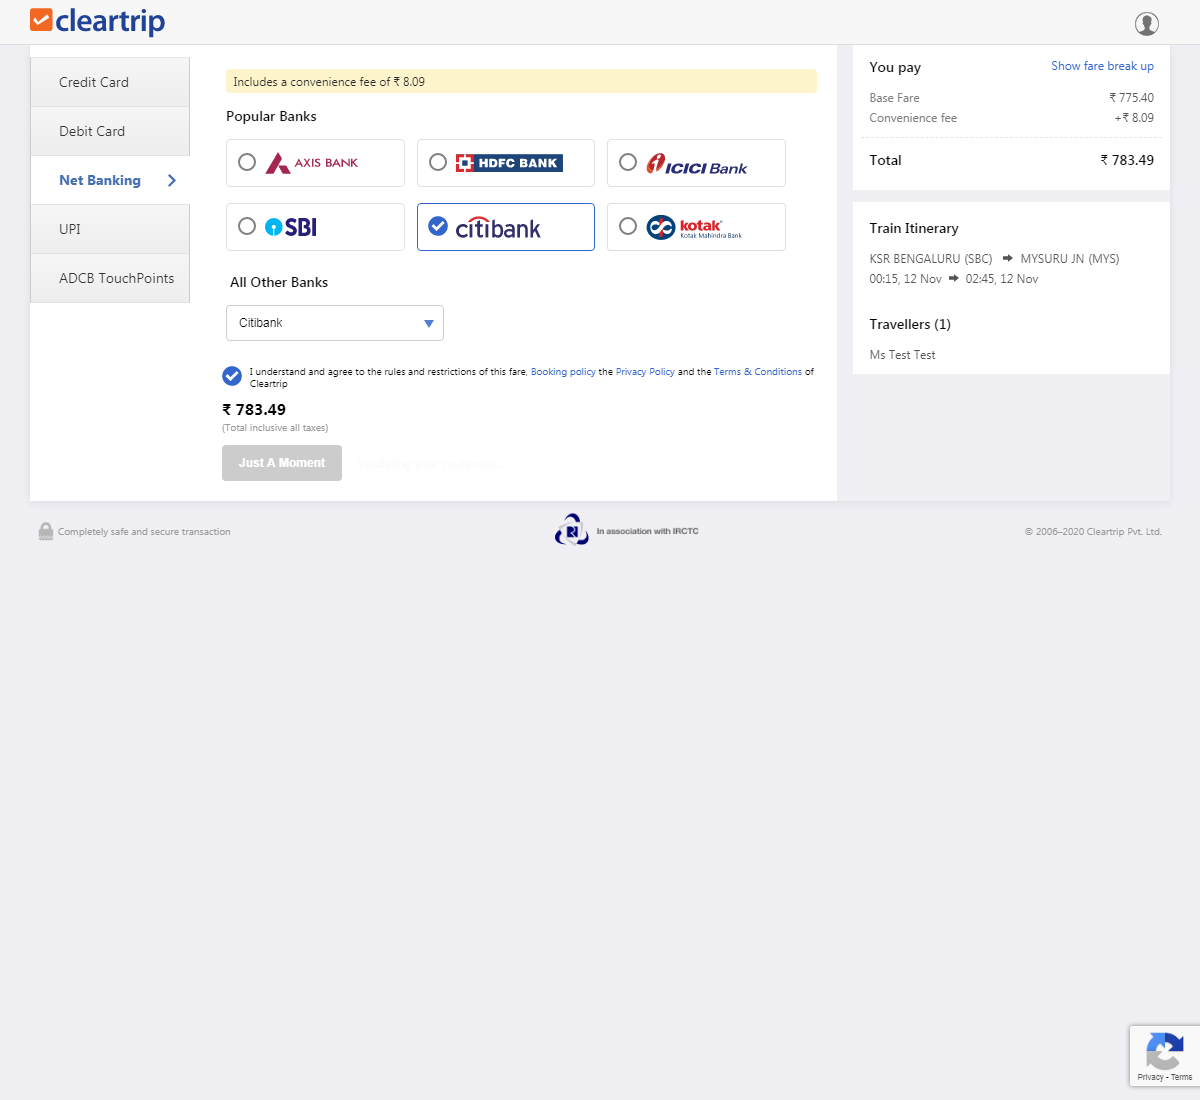 cleartrip
Credit Card
Debit Card
Net Banking
UPI
ADCB TouchPoints
Includes a convenience fee of ₹ 8.09
Popular Banks
AXIS BANK
HDFC BANK
ICICI Bank
SBI
citibank
kotak
Kotak Mahindra Bank
All Other Banks
Citibank
I understand and agree to the rules and restrictions of this fare, Booking policy the Privacy Policy and the Terms & Conditions of
Cleartrip
₹ 783.49
(Total inclusive all taxes)
Just A Moment
You pay
Show fare break up
Base Fare ₹ 775.40
Convenience fee +₹ 8.09
Total ₹ 783.49
Train Itinerary
KSR BENGALURU (SBC) ➡ MYSURU JN (MYS)
00:15, 12 Nov ➡ 02:45, 12 Nov
Travellers (1)
Ms Test Test
Completely safe and secure transaction
In association with IRCTC
© 2006–2020 Cleartrip Pvt. Ltd.
Privacy - Terms